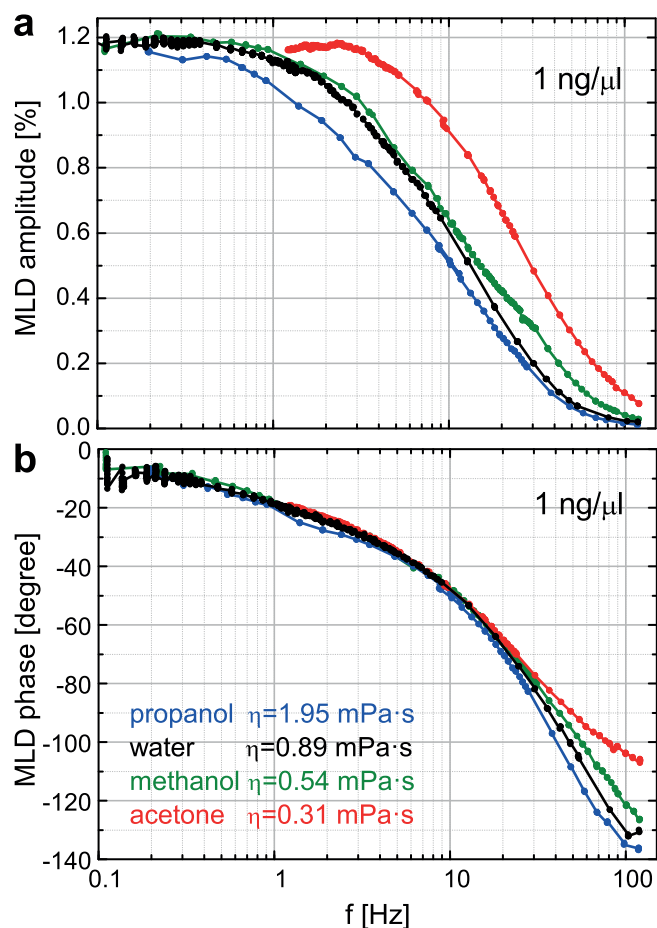 a
1.2
1.0
0.8
0.6
0.4
0.2
0.0
MLD amplitude [%]
1 ng/μl
b
0
-20
-40
-60
-80
-100
-120
-140
MLD phase [degree]
1 ng/μl
propanol η=1.95 mPa·s
water η=0.89 mPa·s
methanol η=0.54 mPa·s
acetone η=0.31 mPa·s
0.1 1 10 100
f [Hz]